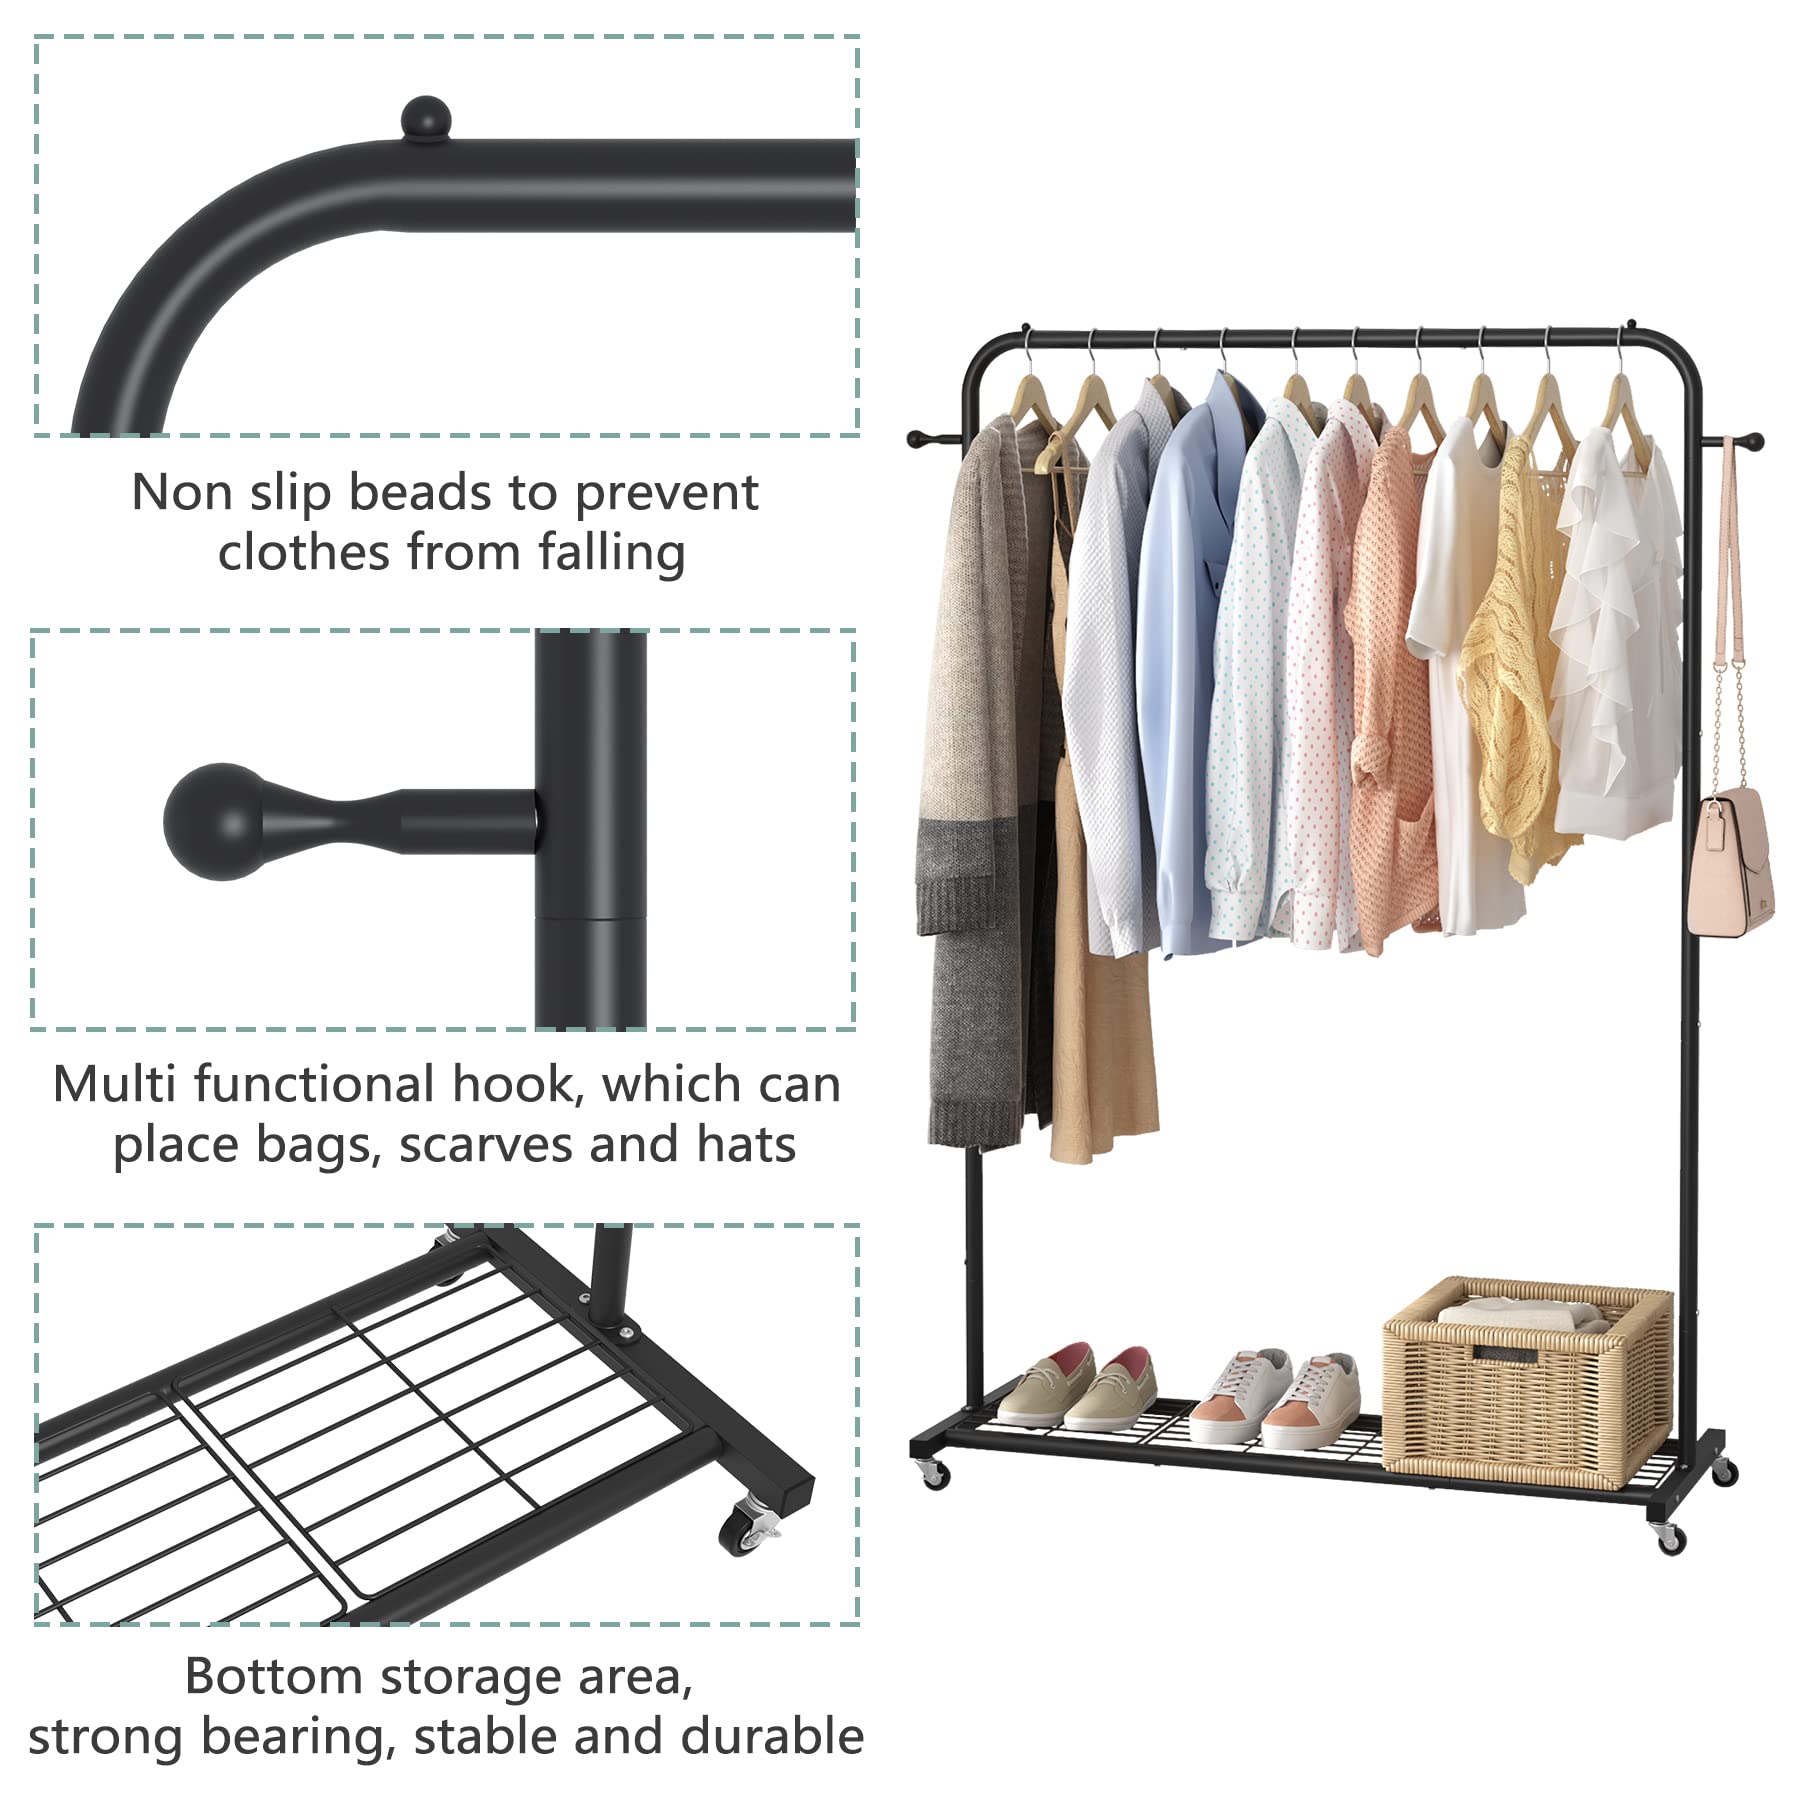 Non slip beads to prevent
clothes from falling
Multi functional hook, which can
place bags, scarves and hats
Bottom storage area,
strong bearing, stable and durable